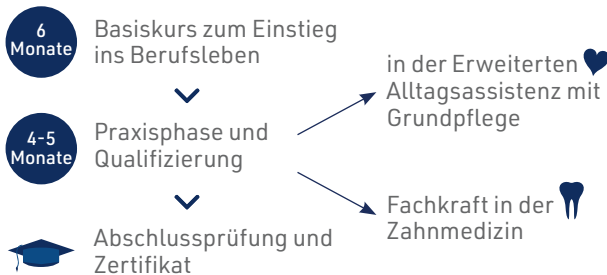 6
Monate
Basiskurs zum Einstieg
ins Berufsleben
4-5
Monate
Praxisphase und
Qualifizierung
in der Erweiterten
Alltagsassistenz mit
Grundpflege
Fachkraft in der
Zahnmedizin
Abschlussprüfung und
Zertifikat